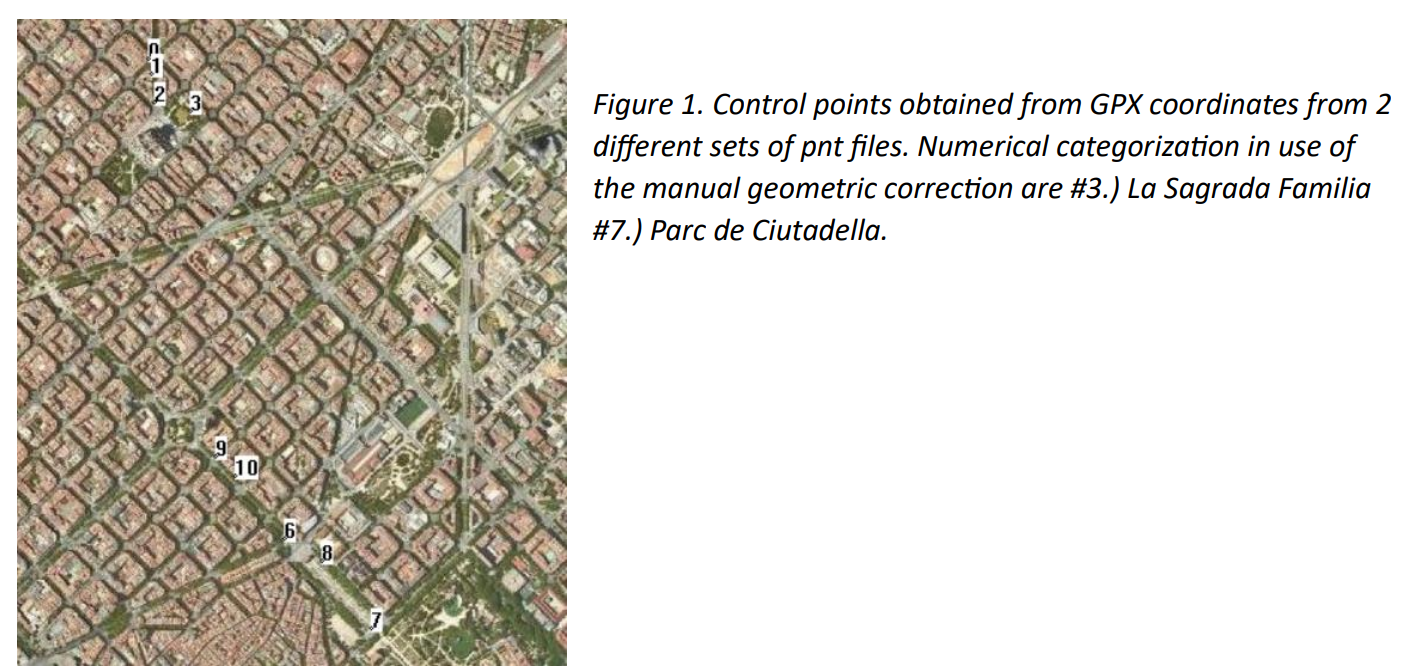 0
1
2
3
Figure 1. Control points obtained from GPX coordinates from 2
different sets of pnt files. Numerical categorization in use of
the manual geometric correction are #3.) La Sagrada Familia
#7.) Parc de Ciutadella.
9
10
6
8
7